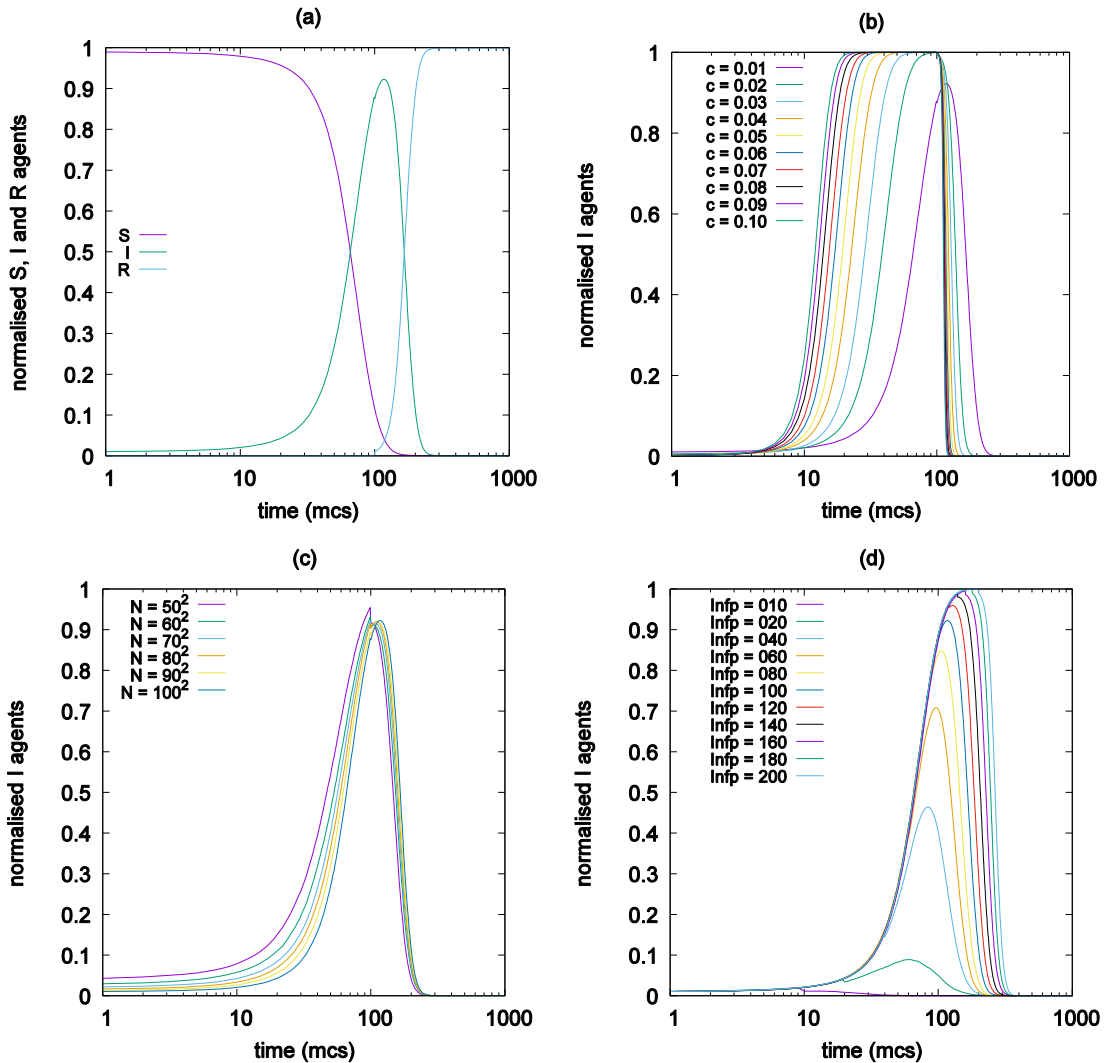 (a)
normalised S, I and R agents
1
0.9
0.8
0.7
0.6
0.5
0.4
0.3
0.2
0.1
0
S
I
R
1
10
100
1000
time (mcs)
(b)
normalised I agents
1
0.8
0.6
0.4
0.2
0
c = 0.01
c = 0.02
c = 0.03
c = 0.04
c = 0.05
c = 0.06
c = 0.07
c = 0.08
c = 0.09
c = 0.10
1
10
100
1000
time (mcs)
(c)
normalised I agents
1
0.9
0.8
0.7
0.6
0.5
0.4
0.3
0.2
0.1
0
N = 50²
N = 60²
N = 70²
N = 80²
N = 90²
N = 100²
1
10
100
1000
time (mcs)
(d)
normalised I agents
1
0.9
0.8
0.7
0.6
0.5
0.4
0.3
0.2
0.1
0
Infp = 010
Infp = 020
Infp = 040
Infp = 060
Infp = 080
Infp = 100
Infp = 120
Infp = 140
Infp = 160
Infp = 180
Infp = 200
1
10
100
1000
time (mcs)